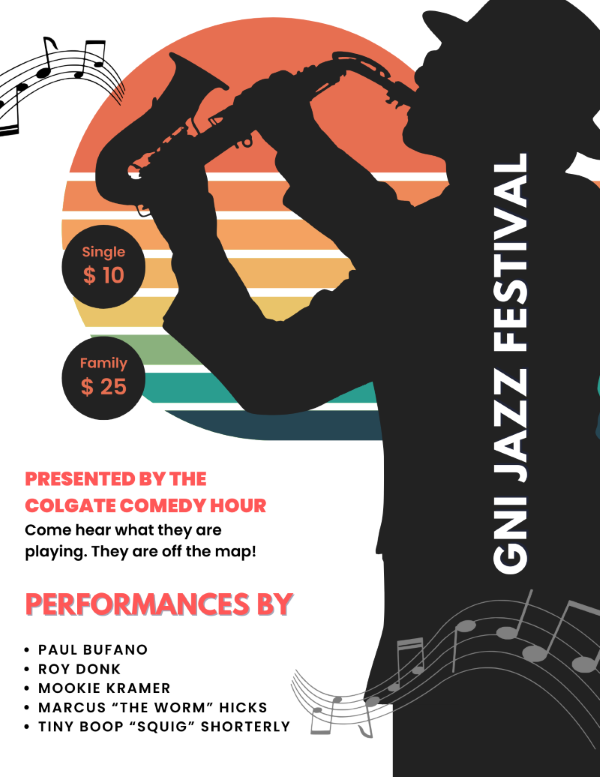 GNI JAZZ FESTIVAL
Single
$ 10
Family
$ 25
PRESENTED BY THE
COLGATE COMEDY HOUR
Come hear what they are
playing. They are off the map!
PERFORMANCES BY
• PAUL BUFANO
• ROY DONK
• MOOKIE KRAMER
• MARCUS “THE WORM” HICKS
• TINY BOOP “SQUIG” SHORTERLY